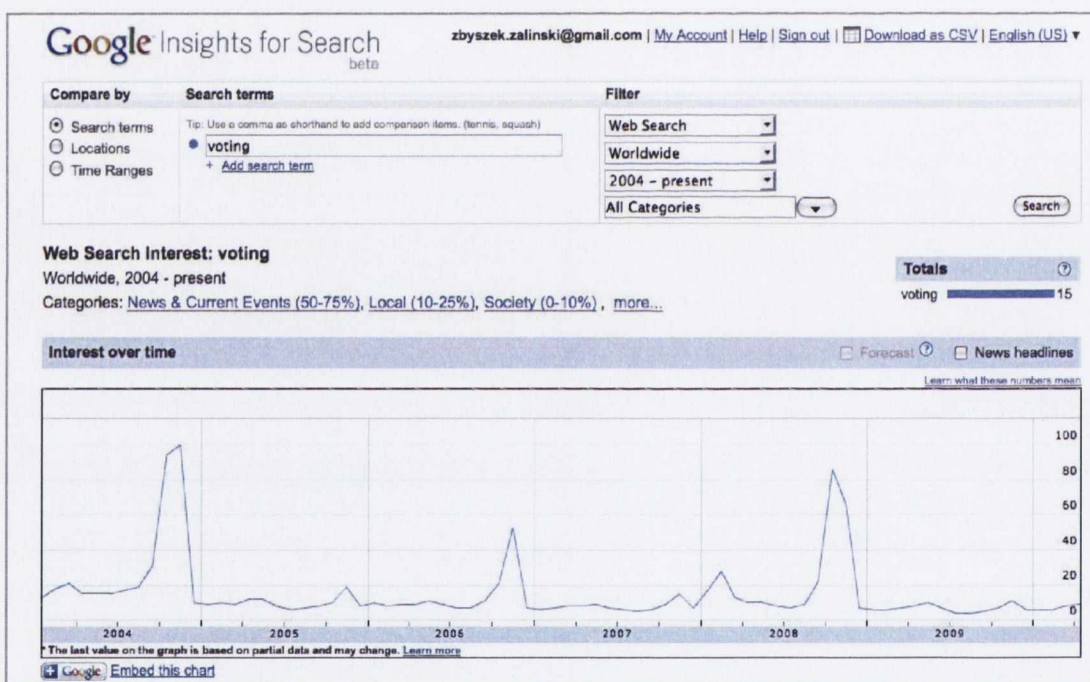 Google Insights for Search
beta
zbyszek.zalinski@gmail.com | My Account | Help | Sign out | Download as CSV | English (US) ▼
Compare by
Search terms
Filter
Search terms
Locations
Time Ranges
Tip: Use a comma as shorthand to add comparison items. (tennis, squash)
voting
+ Add search term
Web Search
Worldwide
2004 - present
All Categories
Search
Web Search Interest: voting
Worldwide, 2004 - present
Categories: News & Current Events (50-75%), Local (10-25%), Society (0-10%) , more...
Totals ?
voting 15
Interest over time
Forecast ?
News headlines
Learn what these numbers mean
100
80
60
40
20
0
2004 2005 2006 2007 2008 2009
* The last value on the graph is based on partial data and may change. Learn more
+ Google Embed this chart